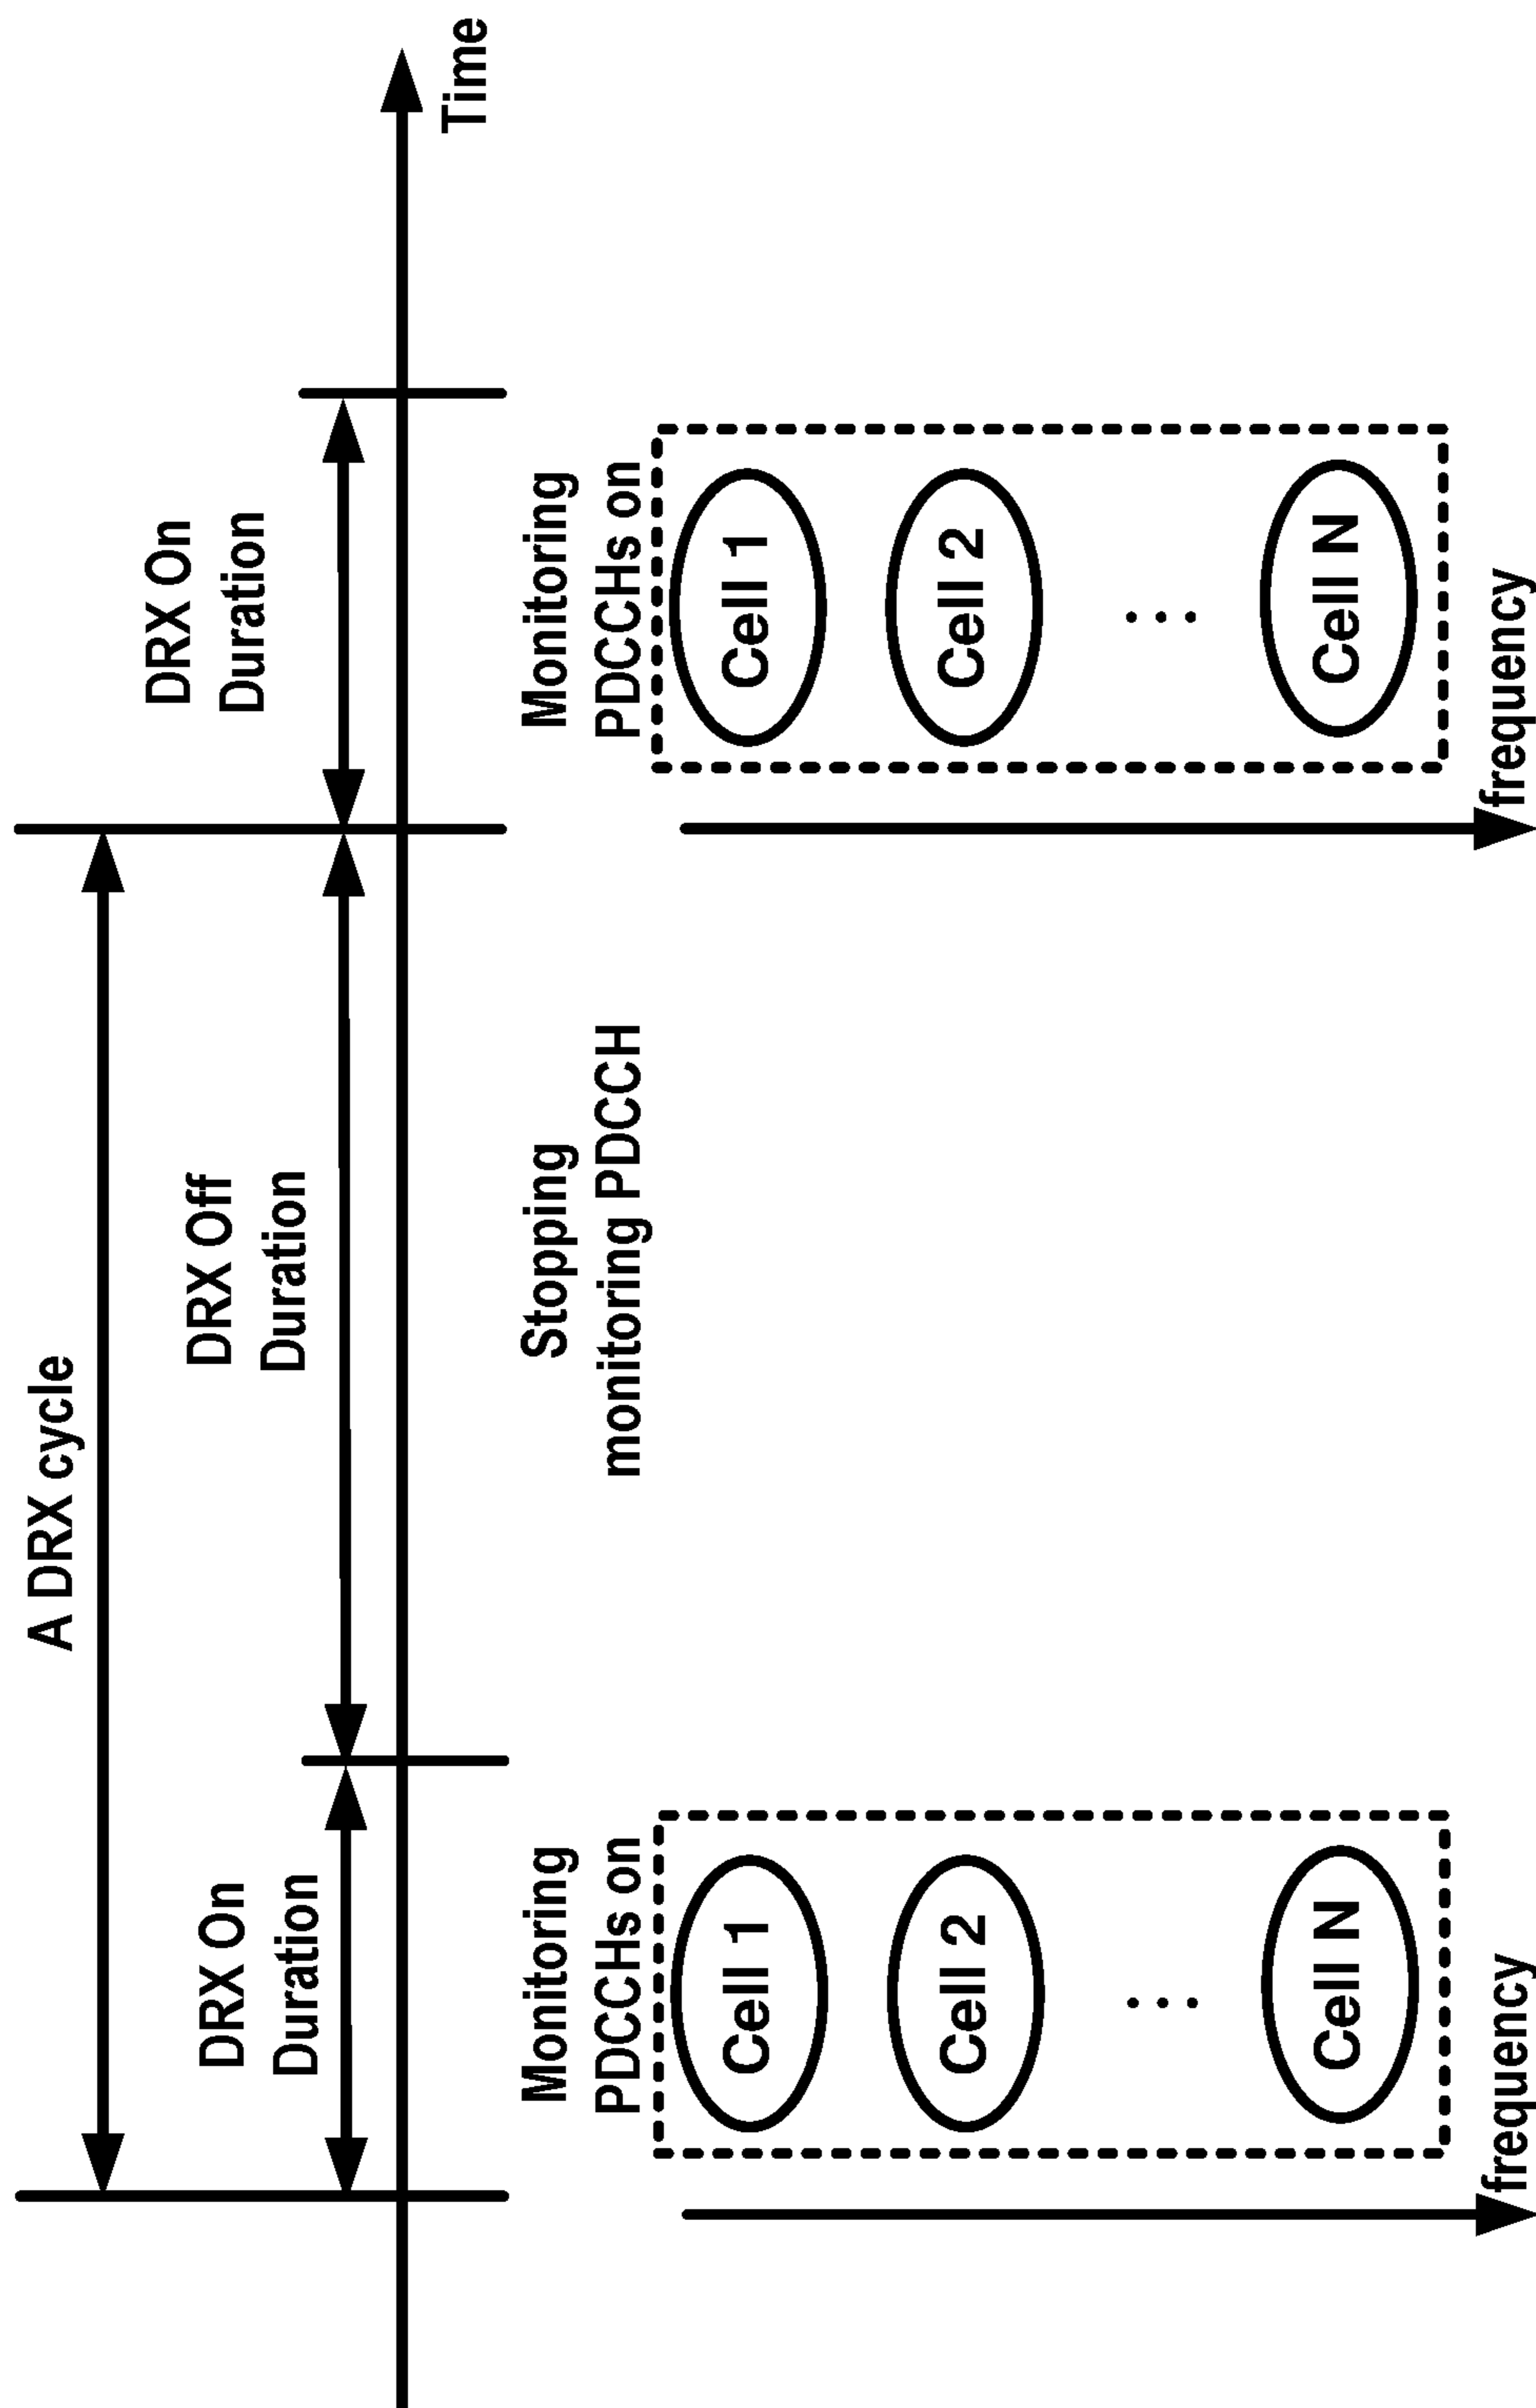 A DRX cycle
DRX On
Duration
DRX Off
Duration
DRX On
Duration
Time
Monitoring
PDCCHs on
Stopping
monitoring PDCCH
Monitoring
PDCCHs on
Cell 1
Cell 2
...
Cell N
frequency
Cell 1
Cell 2
...
Cell N
frequency